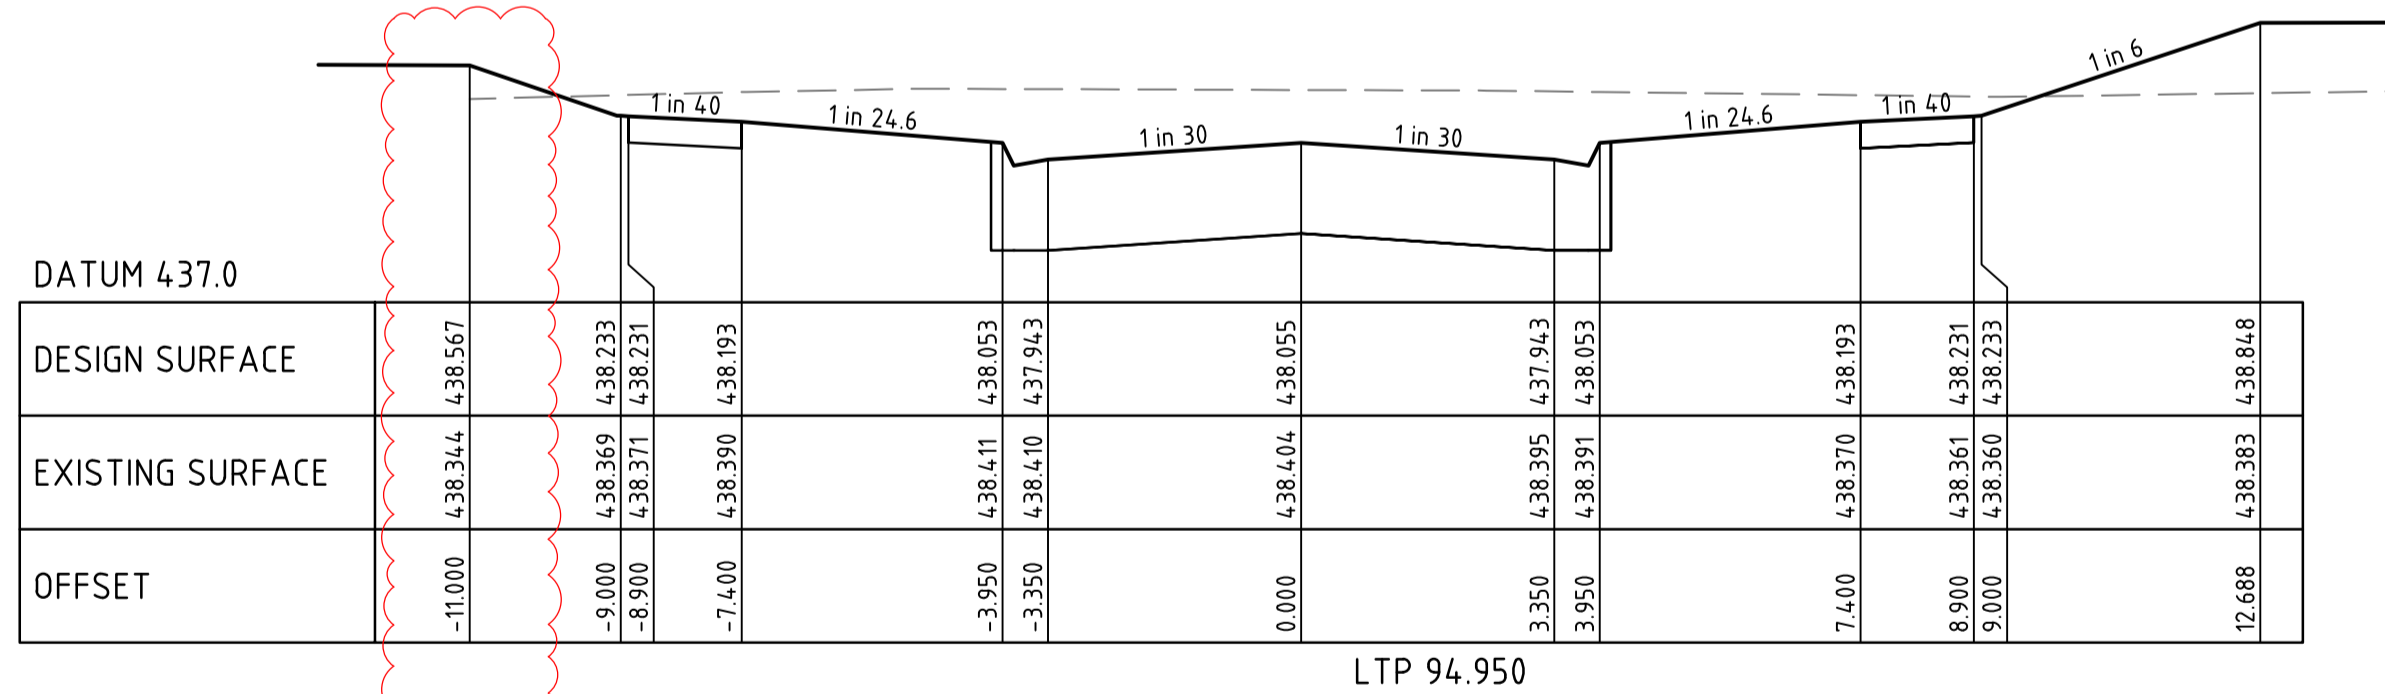 1 in 6
1 in 40
1 in 24.6
1 in 30
1 in 30
1 in 24.6
1 in 40
DATUM 437.0
DESIGN SURFACE 438.567 438.233 438.231 438.193 438.053 437.943 438.055 437.943 438.053 438.193 438.231 438.233 438.848
EXISTING SURFACE 438.344 438.369 438.371 438.390 438.411 438.410 438.404 438.395 438.391 438.370 438.361 438.360 438.383
OFFSET -11.000 -9.000 -8.900 -7.400 -3.950 -3.350 0.000 3.350 3.950 7.400 8.900 9.000 12.688
LTP 94.950